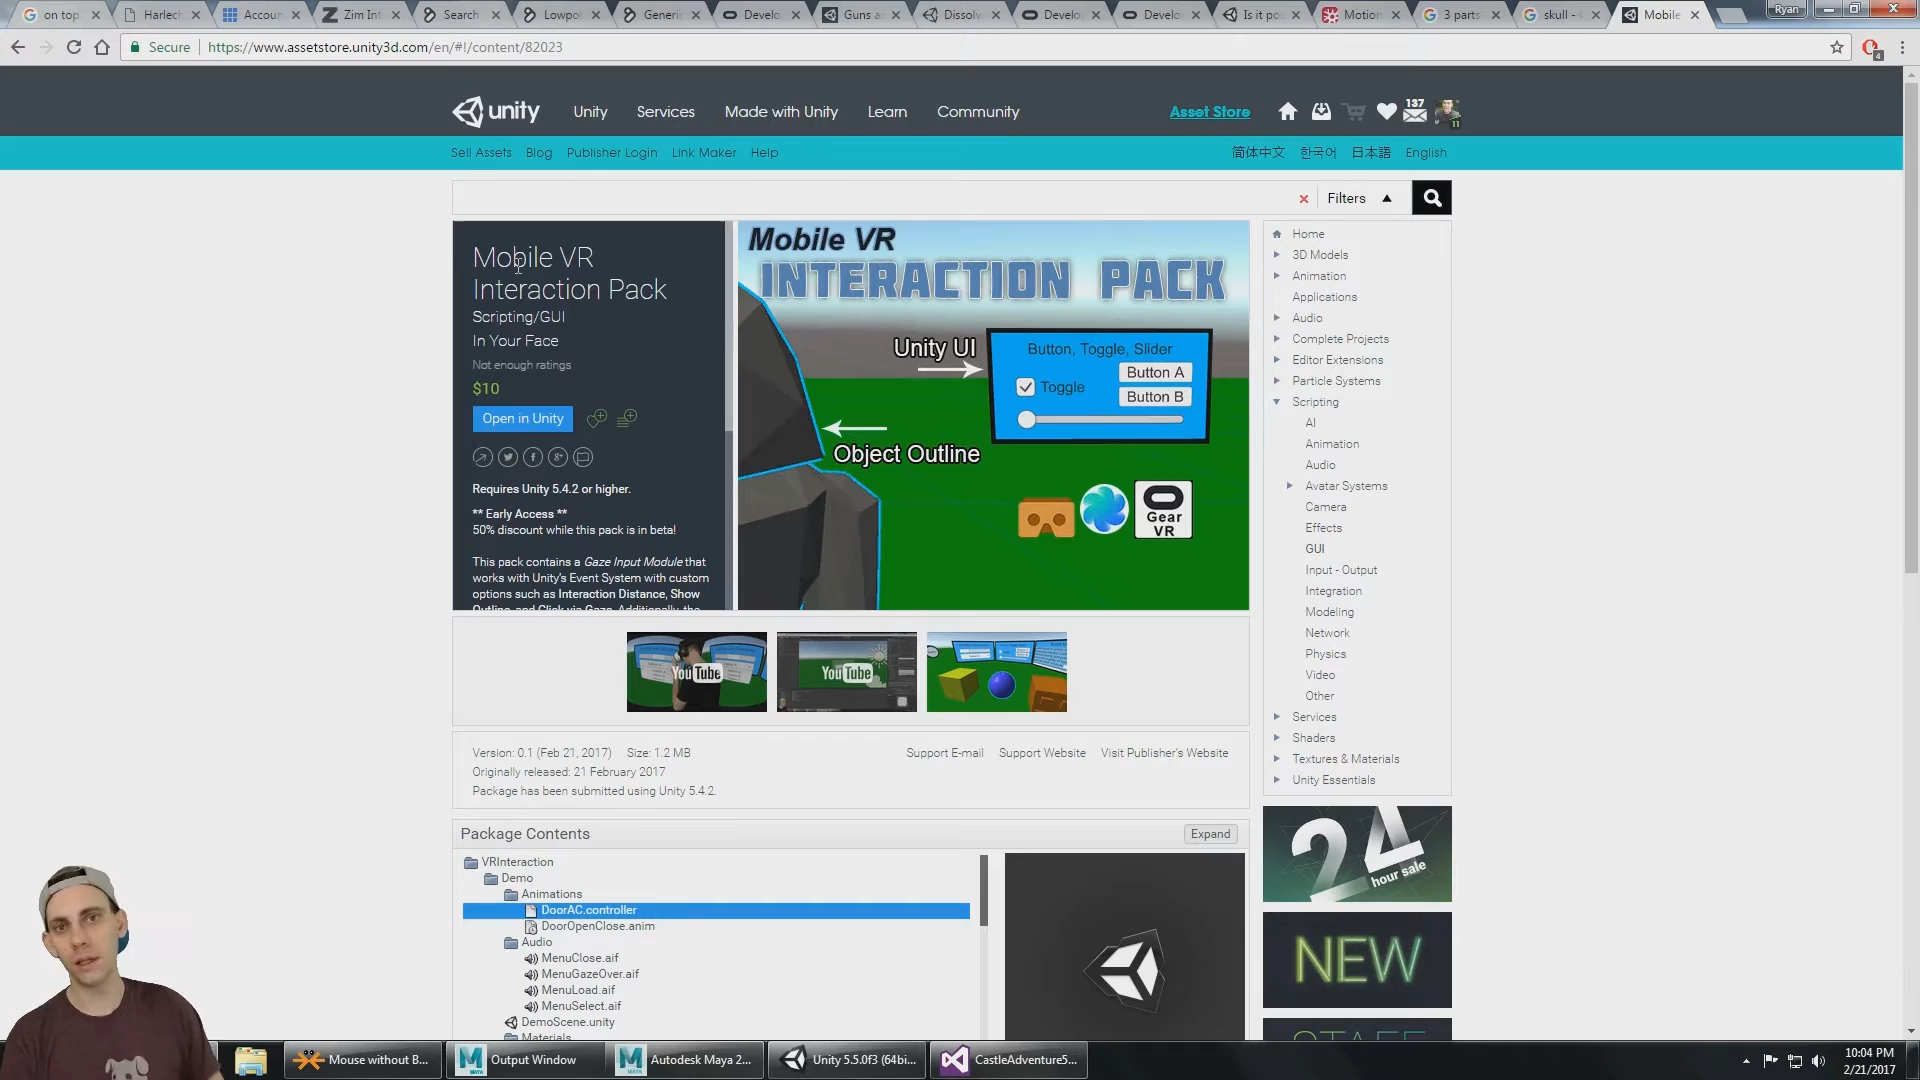 on top
Harlech
Accoun
Zim Int
Search
Lowpo
Generic
Develo
Guns a
Dissolv
Develo
Develo
Is it po
Motion
3 parts
skull -
Mobile
Ryan
Secure
https://www.assetstore.unity3d.com/en/#!/content/82023
4
unity
Unity
Services
Made with Unity
Learn
Community
Asset Store
137
11
Sell Assets
Blog
Publisher Login
Link Maker
Help
简体中文
한국어
日本語
English
Filters
Mobile VR
Interaction Pack
Scripting/GUI
In Your Face
Not enough ratings
$10
Open in Unity
Requires Unity 5.4.2 or higher.
** Early Access **
50% discount while this pack is in beta!
This pack contains a Gaze Input Module that
works with Unity's Event System with custom
options such as Interaction Distance, Show
Outline, and Click via Gaze. Additionally, the
Mobile VR
INTERACTION PACK
Unity UI
Button, Toggle, Slider
Toggle
Button A
Button B
Object Outline
Gear
VR
YouTube
YouTube
Version: 0.1 (Feb 21, 2017)
Size: 1.2 MB
Originally released: 21 February 2017
Package has been submitted using Unity 5.4.2.
Support E-mail
Support Website
Visit Publisher's Website
Package Contents
Expand
VRInteraction
Demo
Animations
DoorAC.controller
DoorOpenClose.anim
Audio
MenuClose.aif
MenuGazeOver.aif
MenuLoad.aif
MenuSelect.aif
DemoScene.unity
Materials
Home
3D Models
Animation
Applications
Audio
Complete Projects
Editor Extensions
Particle Systems
Scripting
AI
Animation
Audio
Avatar Systems
Camera
Effects
GUI
Input - Output
Integration
Modeling
Network
Physics
Video
Other
Services
Shaders
Textures & Materials
Unity Essentials
24
hour sale
NEW
STAFF
Mouse without B...
Output Window
Autodesk Maya 2...
Unity 5.5.0f3 (64bi...
CastleAdventure5...
10:04 PM
2/21/2017